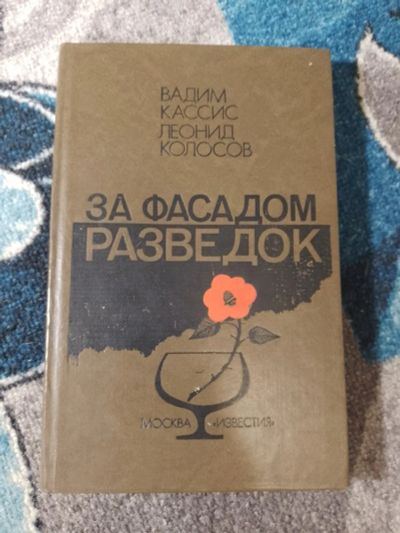 ВАДИМ
КАССИС
ЛЕОНИД
КОЛОСОВ
ЗА ФАСАДОМ
РАЗВЕДОК
МОСКВА «ИЗВЕСТИЯ»